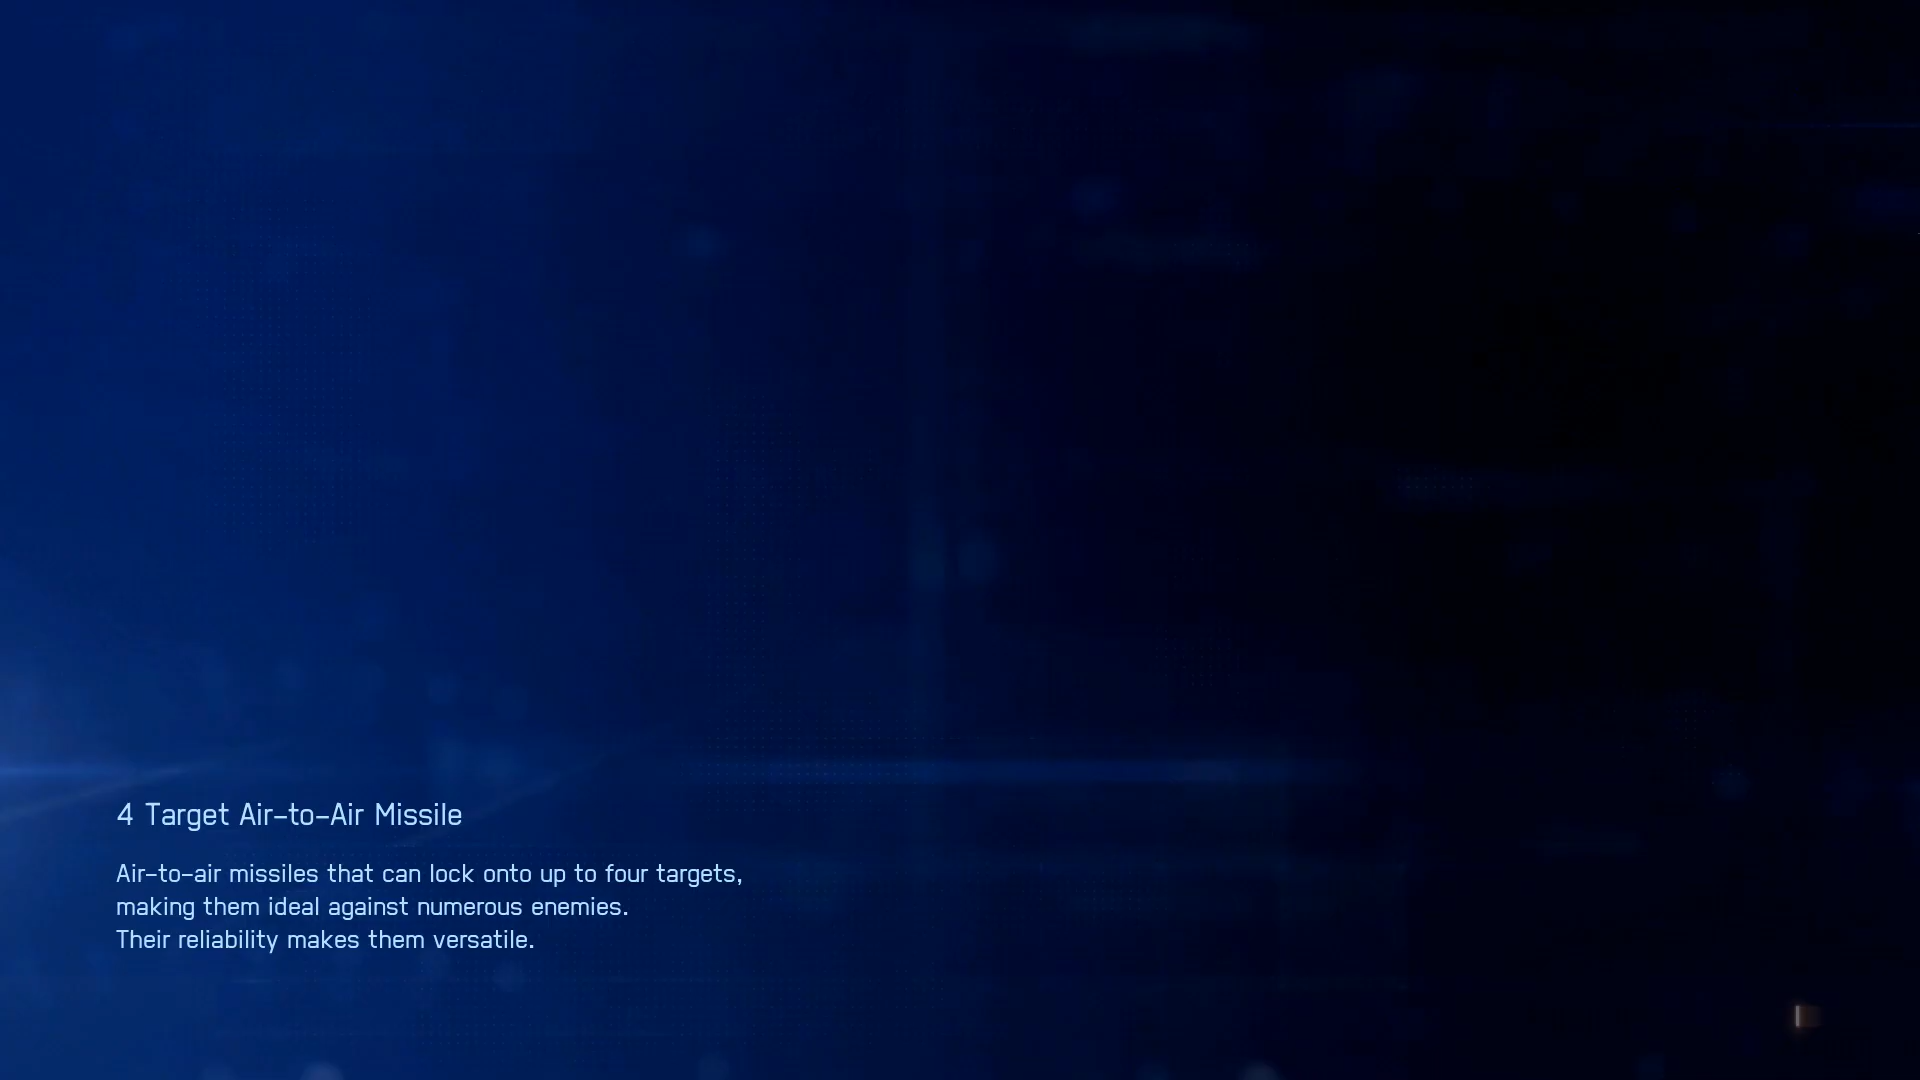 4 Target Air-to-Air Missile
Air-to-air missiles that can lock onto up to four targets,
making them ideal against numerous enemies.
Their reliability makes them versatile.